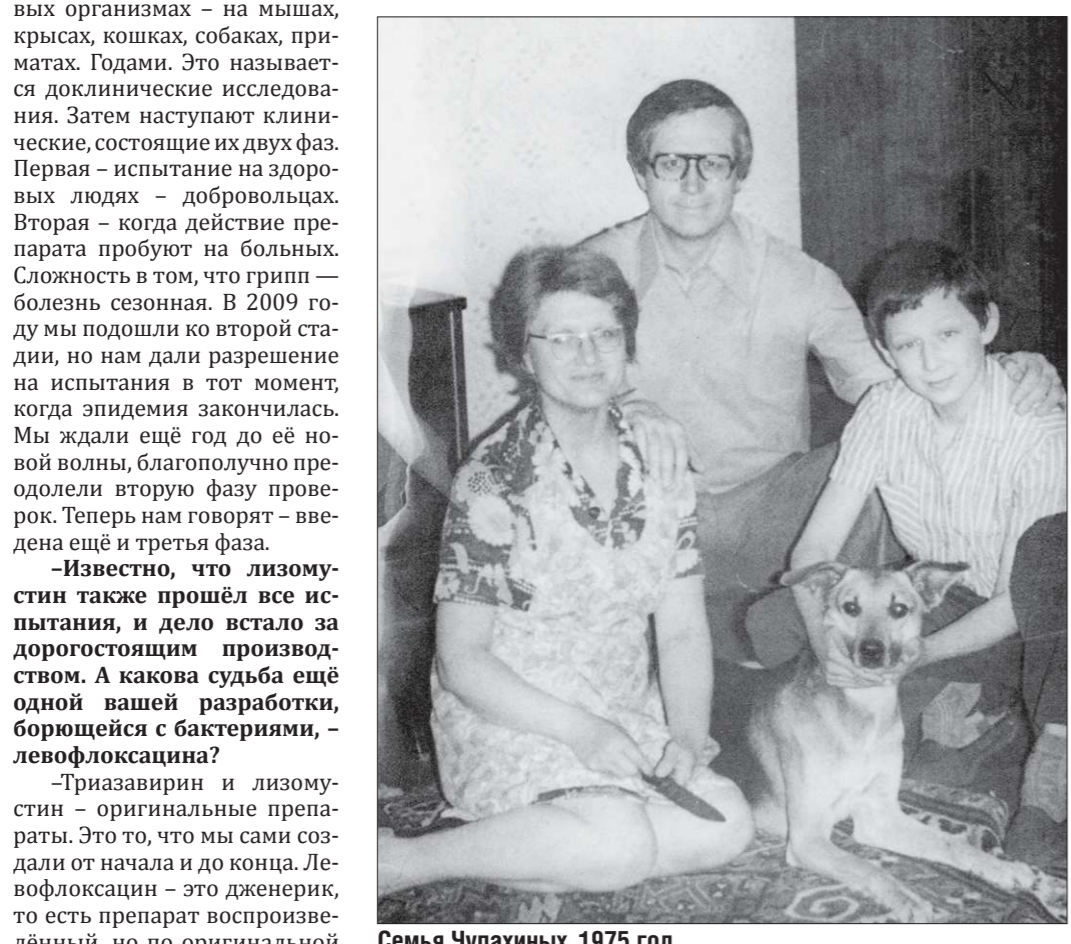 вых организмах – на мышах,
крысах, кошках, собаках, при-
матах. Годами. Это называет-
ся доклинические исследова-
ния. Затем наступают клини-
ческие, состоящие их двух фаз.
Первая – испытание на здоро-
вых людях – добровольцах.
Вторая – когда действие пре-
парата пробуют на больных.
Сложность в том, что грипп —
болезнь сезонная. В 2009 го-
ду мы подошли ко второй ста-
дии, но нам дали разрешение
на испытания в тот момент,
когда эпидемия закончилась.
Мы ждали ещё год до её но-
вой волны, благополучно пре-
одолели вторую фазу прове-
рок. Теперь нам говорят – вве-
дена ещё и третья фаза.
–Известно, что лизому-
стин также прошёл все ис-
пытания, и дело встало за
дорогостоящим производ-
ством. А какова судьба ещё
одной вашей разработки,
борющейся с бактериями, –
левофлоксацина?
–Триазавирин и лизому-
стин – оригинальные препа-
раты. Это то, что мы сами соз-
дали от начала и до конца. Ле-
вофлоксацин – это дженерик,
то есть препарат воспроизве-
дённый, но по оригинальной
Семья Чупахиных. 1975 год